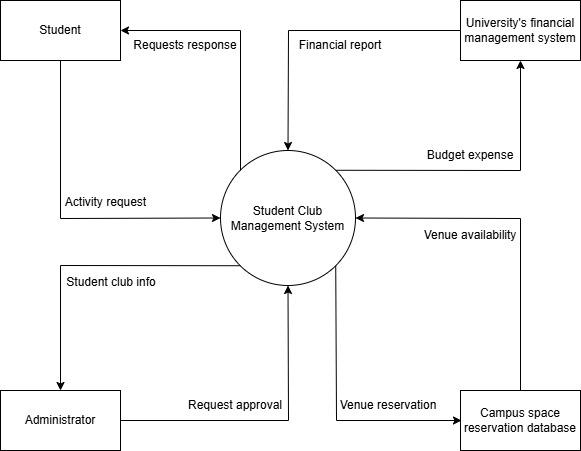 Student
University's financial
management system
Requests response
Financial report
Budget expense
Activity request
Student Club
Management System
Venue availability
Student club info
Request approval
Venue reservation
Administrator
Campus space
reservation database